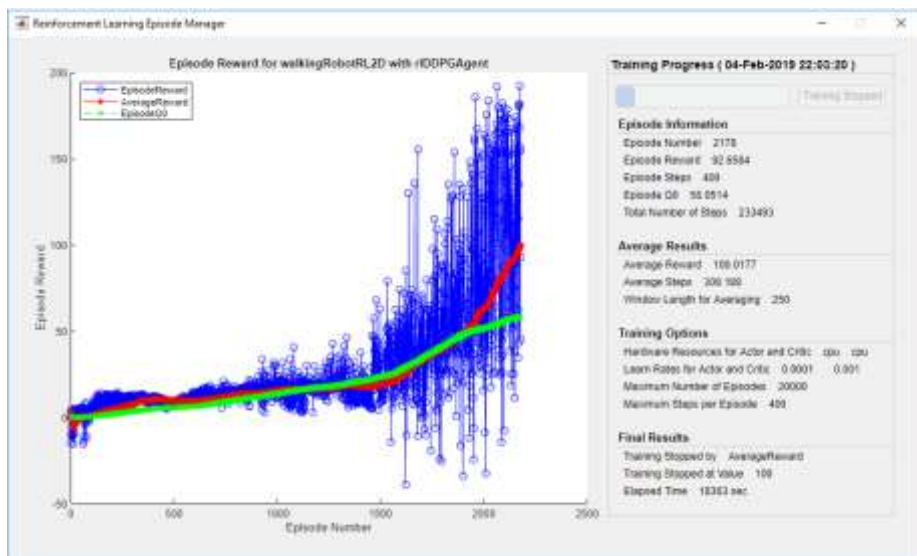 Reinforcement Learning Episode Manager
Episode Reward for walkingRobotRL2D with rlDDPGAgent
EpisodeReward
AverageReward
EpisodeQ0
200
150
100
50
0
-50
0
500
1000
1500
2000
2500
Episode Reward
Episode Number
Training Progress ( 04-Feb-2019 22:03:20 )
Training Stopped
Episode Information
Episode Number 2178
Episode Reward 92.6584
Episode Steps 400
Episode Q0
Total Number of Steps 233493
Average Results
Average Reward 100.0177
Average Steps
Window Length for Averaging 250
Training Options
Hardware Resources for Actor and Critic cpu cpu
Learn Rates for Actor and Critic 0.0001 0.001
Maximum Number of Episodes 20000
Maximum Steps per Episode 400
Final Results
Training Stopped by AverageReward
Training Stopped at Value 100
Elapsed Time sec